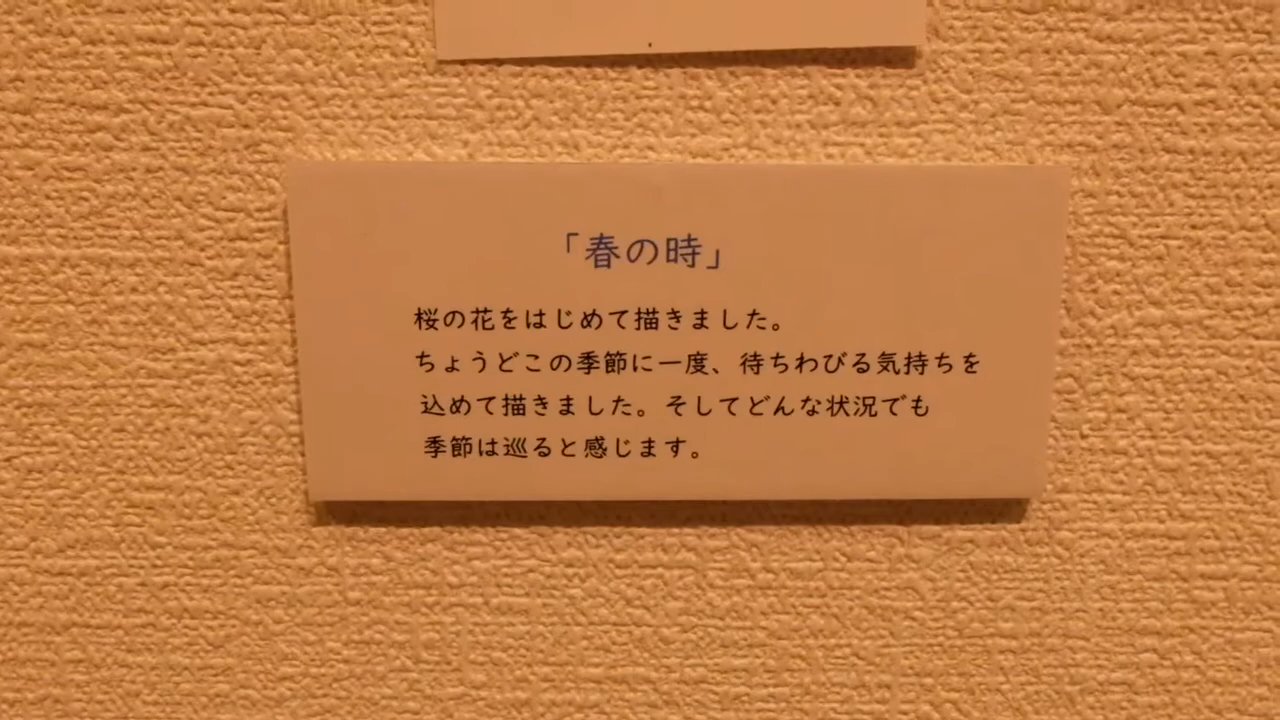 「春の時」
桜の花をはじめて描きました。
ちょうどこの季節に一度、待ちわびる気持ちを
込めて描きました。そしてどんな状況でも
季節は巡ると感じます。